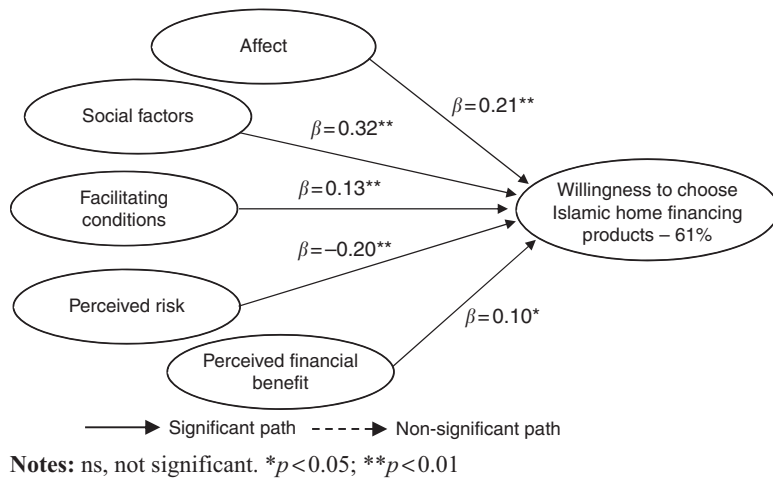 Affect
β=0.21**
Social factors
β=0.32**
Facilitating
conditions
β=0.13**
Willingness to choose
Islamic home financing
products – 61%
β=–0.20**
Perceived risk
β=0.10*
Perceived financial
benefit
Significant path
Non-significant path
Notes: ns, not significant. *p<0.05; **p<0.01